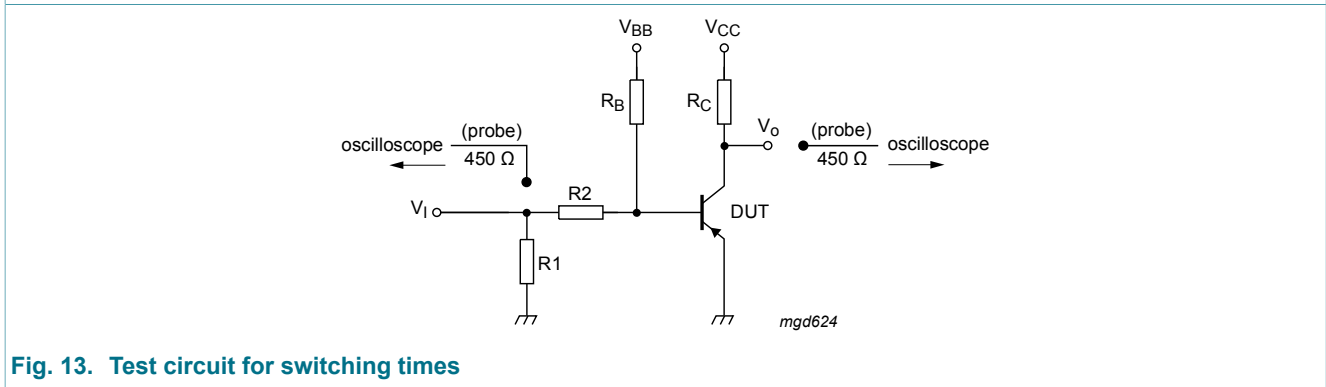 VBB
VCC
RB
RC
Vo
(probe)
450 Ω
oscilloscope
(probe)
450 Ω
oscilloscope
R2
VI
DUT
R1
mgd624
Fig. 13. Test circuit for switching times